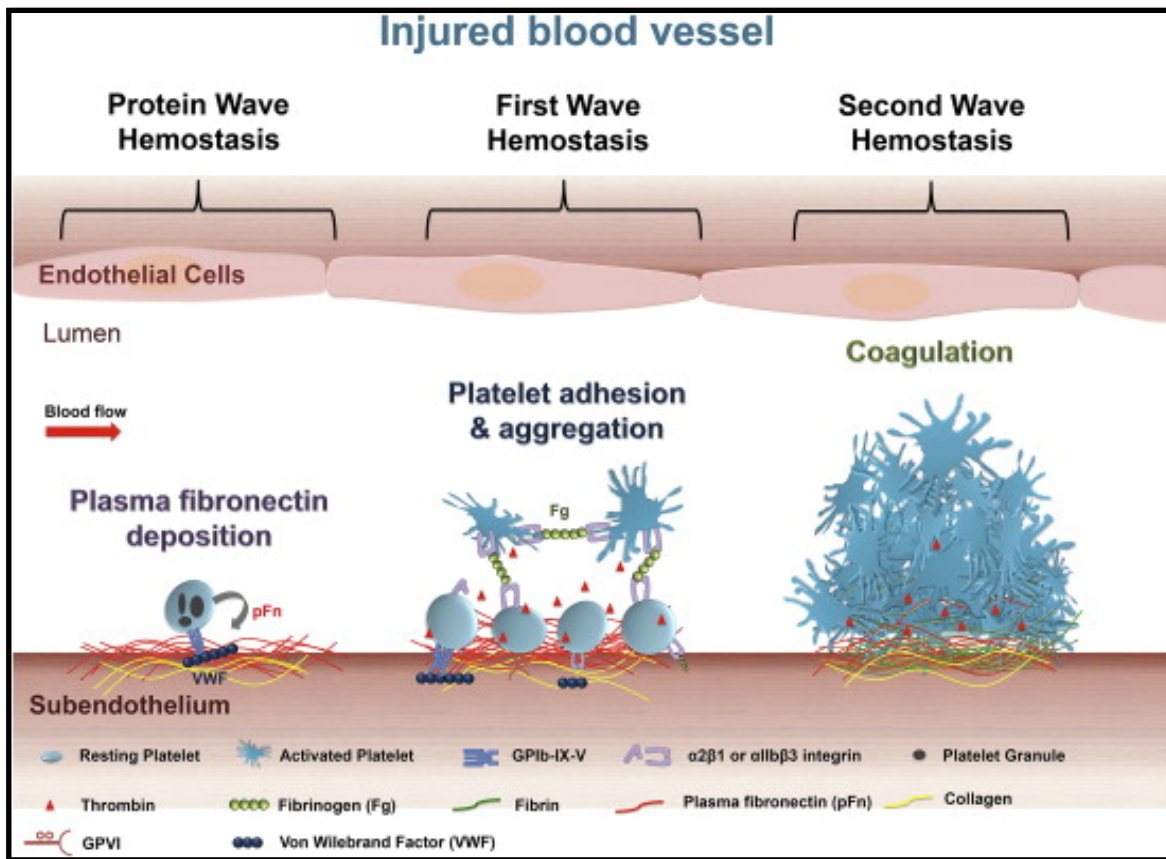 Injured blood vessel
Protein Wave
Hemostasis
First Wave
Hemostasis
Second Wave
Hemostasis
Endothelial Cells
Lumen
Coagulation
Blood flow
Platelet adhesion
& aggregation
Plasma fibronectin
deposition
Fg
pFn
VWF
Subendothelium
Resting Platelet
Activated Platelet
GPIb-IX-V
α2β1 or αIIbβ3 integrin
Platelet Granule
Thrombin
Fibrinogen (Fg)
Fibrin
Plasma fibronectin (pFn)
Collagen
GPVI
Von Wilebrand Factor (VWF)